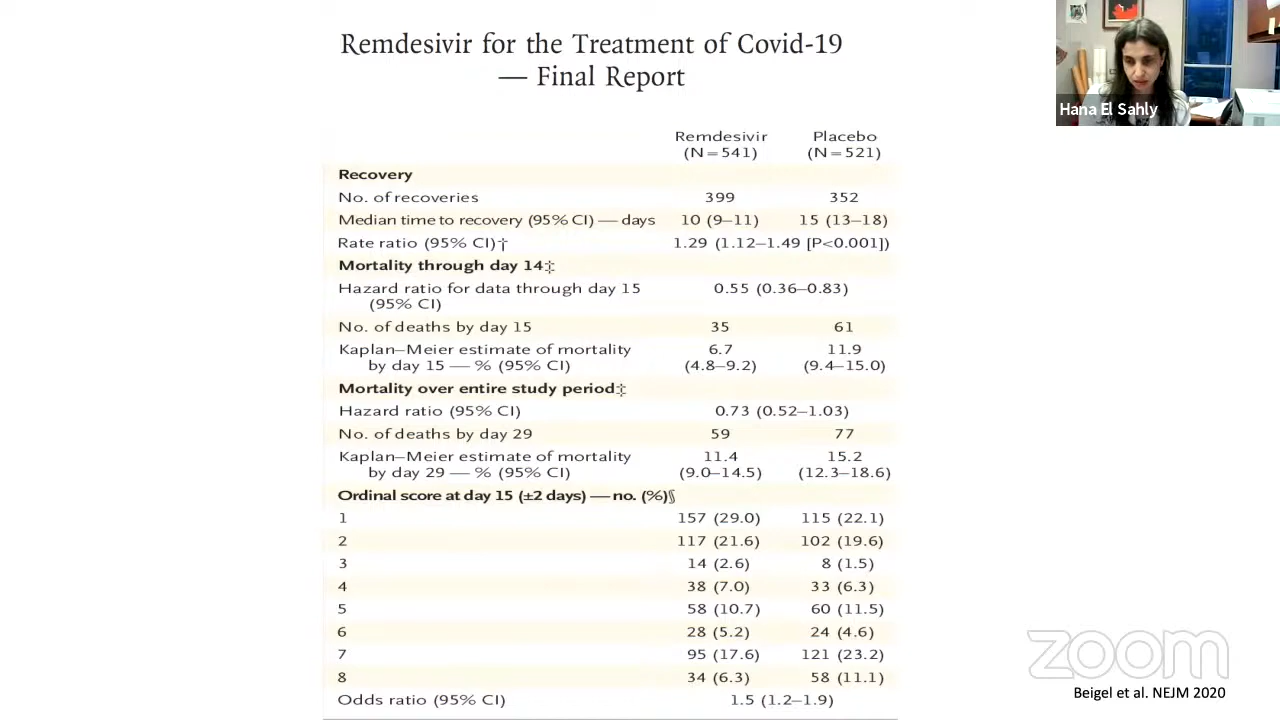 Remdesivir for the Treatment of Covid-19
— Final Report
Hana El Sahly
Remdesivir Placebo
(N=541) (N=521)
Recovery
No. of recoveries 399 352
Median time to recovery (95% CI) — days 10 (9–11) 15 (13–18)
Rate ratio (95% CI)† 1.29 (1.12–1.49 [P<0.001])
Mortality through day 14‡
Hazard ratio for data through day 15 0.55 (0.36–0.83)
(95% CI)
No. of deaths by day 15 35 61
Kaplan–Meier estimate of mortality 6.7 11.9
by day 15 — % (95% CI) (4.8–9.2) (9.4–15.0)
Mortality over entire study period‡
Hazard ratio (95% CI) 0.73 (0.52–1.03)
No. of deaths by day 29 59 77
Kaplan–Meier estimate of mortality 11.4 15.2
by day 29 — % (95% CI) (9.0–14.5) (12.3–18.6)
Ordinal score at day 15 (±2 days) — no. (%)§
1 157 (29.0) 115 (22.1)
2 117 (21.6) 102 (19.6)
3 14 (2.6) 8 (1.5)
4 38 (7.0) 33 (6.3)
5 58 (10.7) 60 (11.5)
6 28 (5.2) 24 (4.6)
7 95 (17.6) 121 (23.2)
8 34 (6.3) 58 (11.1)
Odds ratio (95% CI) 1.5 (1.2–1.9)
zoom
Beigel et al. NEJM 2020